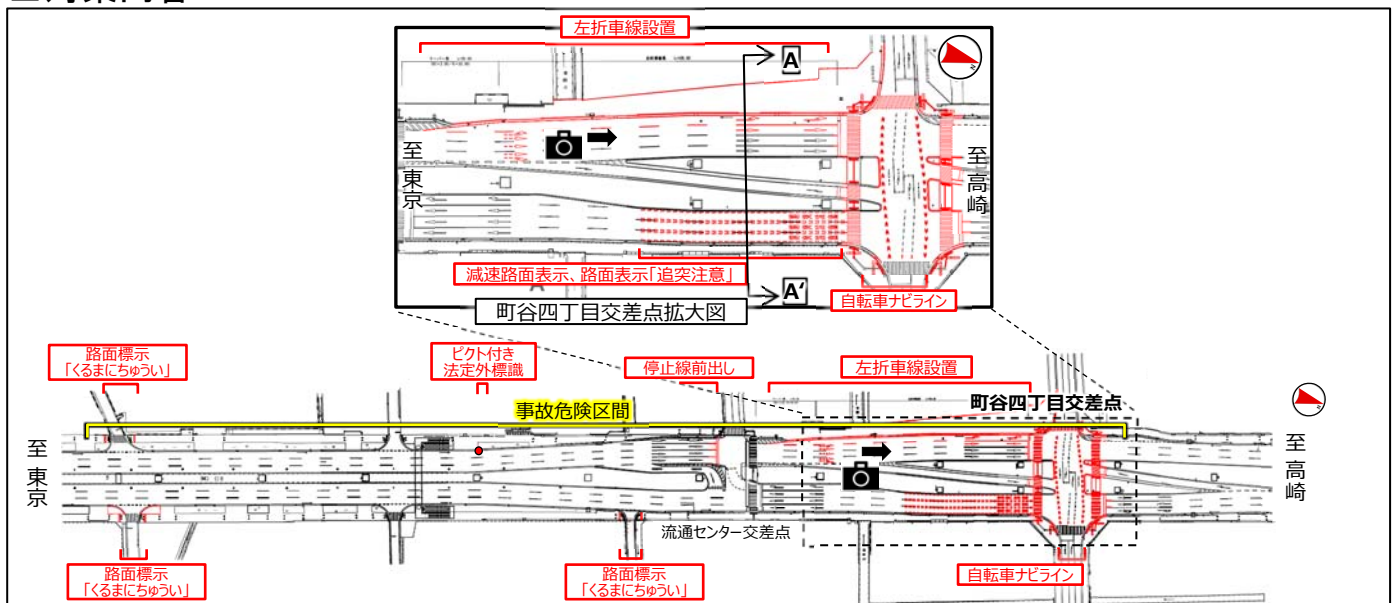 左折車線設置
A
至東京
至高崎
減速路面表示、路面表示「追突注意」
A'
自転車ナビライン
町谷四丁目交差点拡大図
路面標示
「くるまにちゅうい」
ピクト付き
法定外標識
停止線前出し
左折車線設置
町谷四丁目交差点
事故危険区間
至東京
至高崎
流通センター交差点
路面標示
「くるまにちゅうい」
路面標示
「くるまにちゅうい」
自転車ナビライン